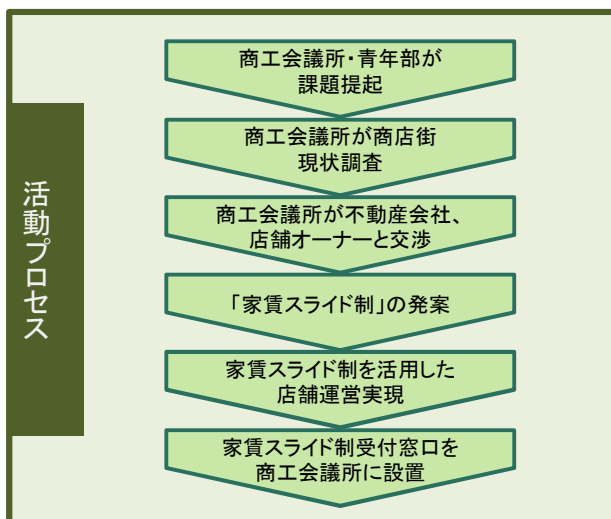 活動プロセス
商工会議所・青年部が
課題提起
商工会議所が商店街
現状調査
商工会議所が不動産会社、
店舗オーナーと交渉
「家賃スライド制」の発案
家賃スライド制を活用した
店舗運営実現
家賃スライド制受付窓口を
商工会議所に設置